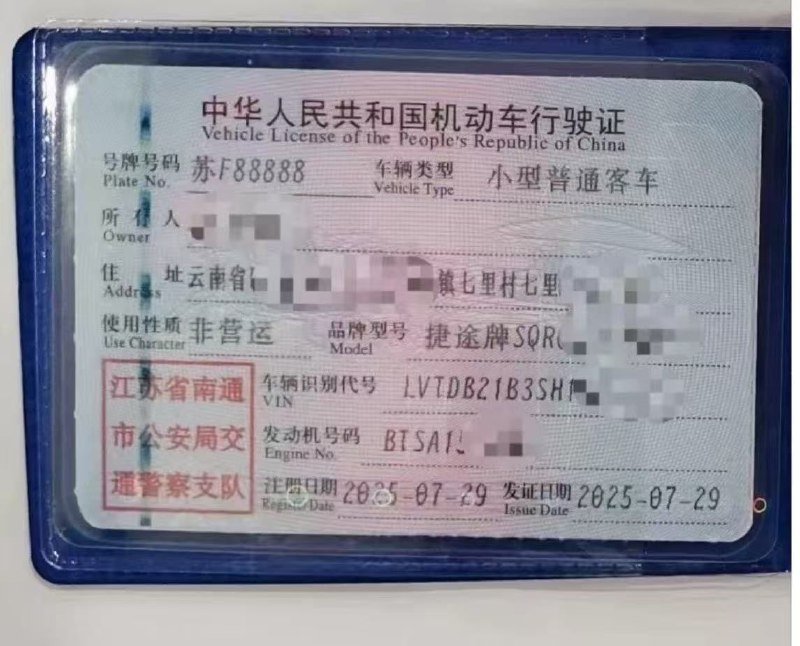 中华人民共和国机动车行驶证
Vehicle License of the People's Republic of China
号牌号码 苏F88888 车辆类型 小型普通客车
Plate No. Vehicle Type
所有人
Owner
住址 云南省 镇七里村七里
Address
使用性质 非营运 品牌型号 捷途牌SQR
Use Character Model
江苏省南通 车辆识别代号 LVTDB21B3SH1
VIN
市公安局交 发动机号码 BTSA1
Engine No.
通警察支队 注册日期 2025-07-29 发证日期 2025-07-29
Register Date Issue Date